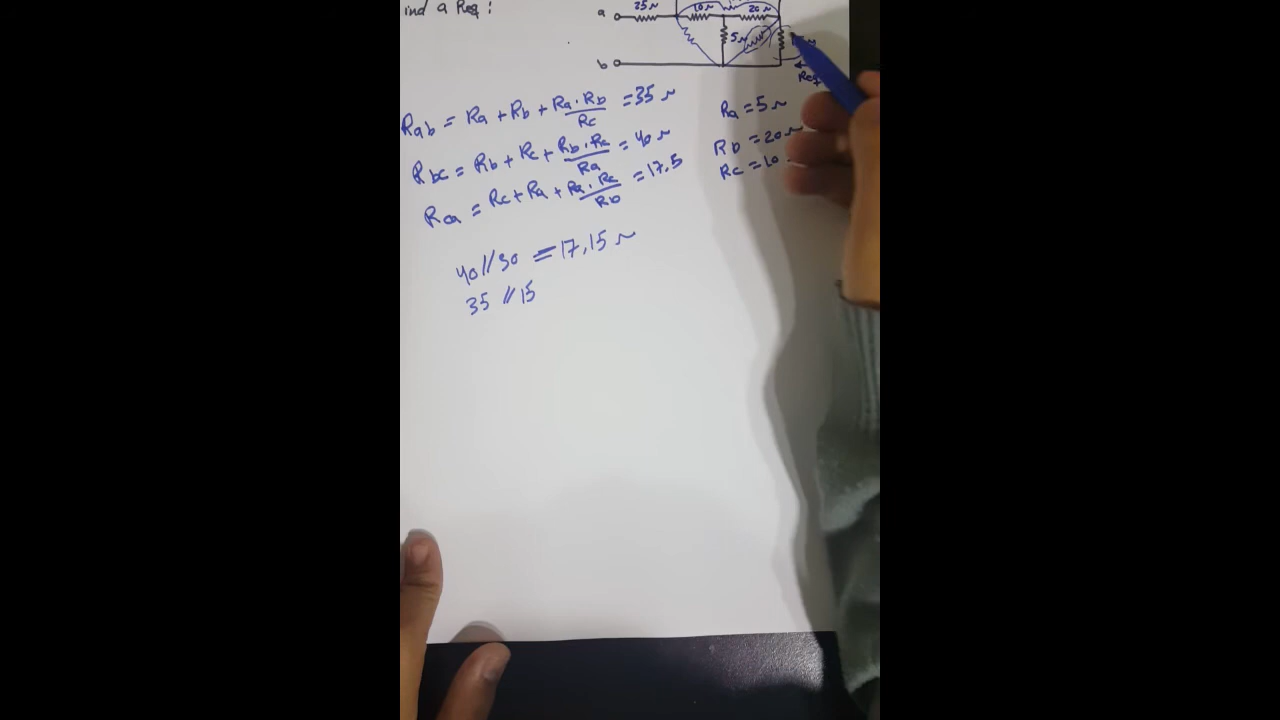 ind a Req :
a 25~ 10~ 20~
5~
b
Req
Rab = Ra + Rb + Ra . Rb / Rc = 35 ~
Rbc = Rb + Rc + Rb . Rc / Ra = 40 ~
Rca = Rc + Ra + Ra . Rc / Rb = 17,5
Ra = 5 ~
Rb = 20 ~
Rc = 10
40//30 = 17,15 ~
35 // 15